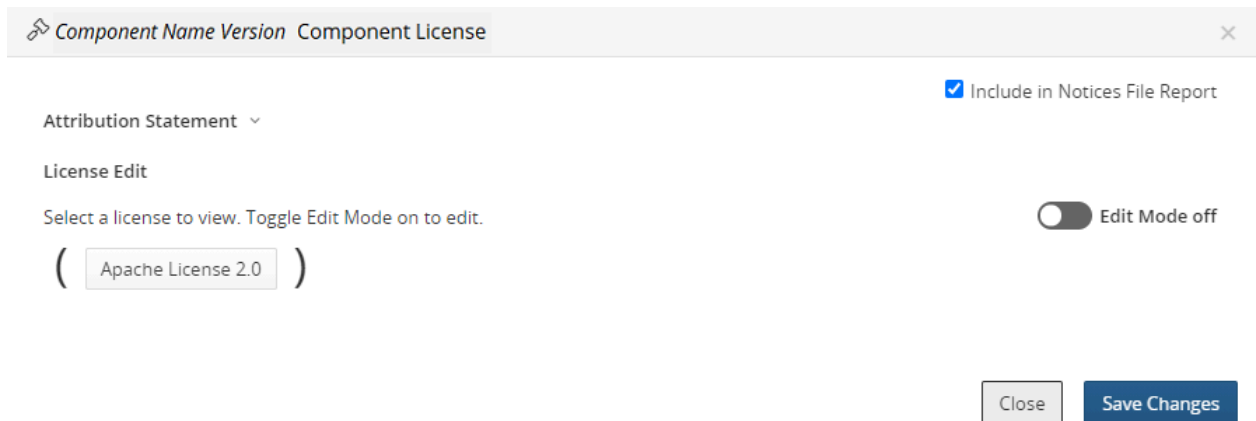 Component Name Version Component License
Include in Notices File Report
Attribution Statement
License Edit
Select a license to view. Toggle Edit Mode on to edit.
Edit Mode off
( Apache License 2.0 )
Close
Save Changes